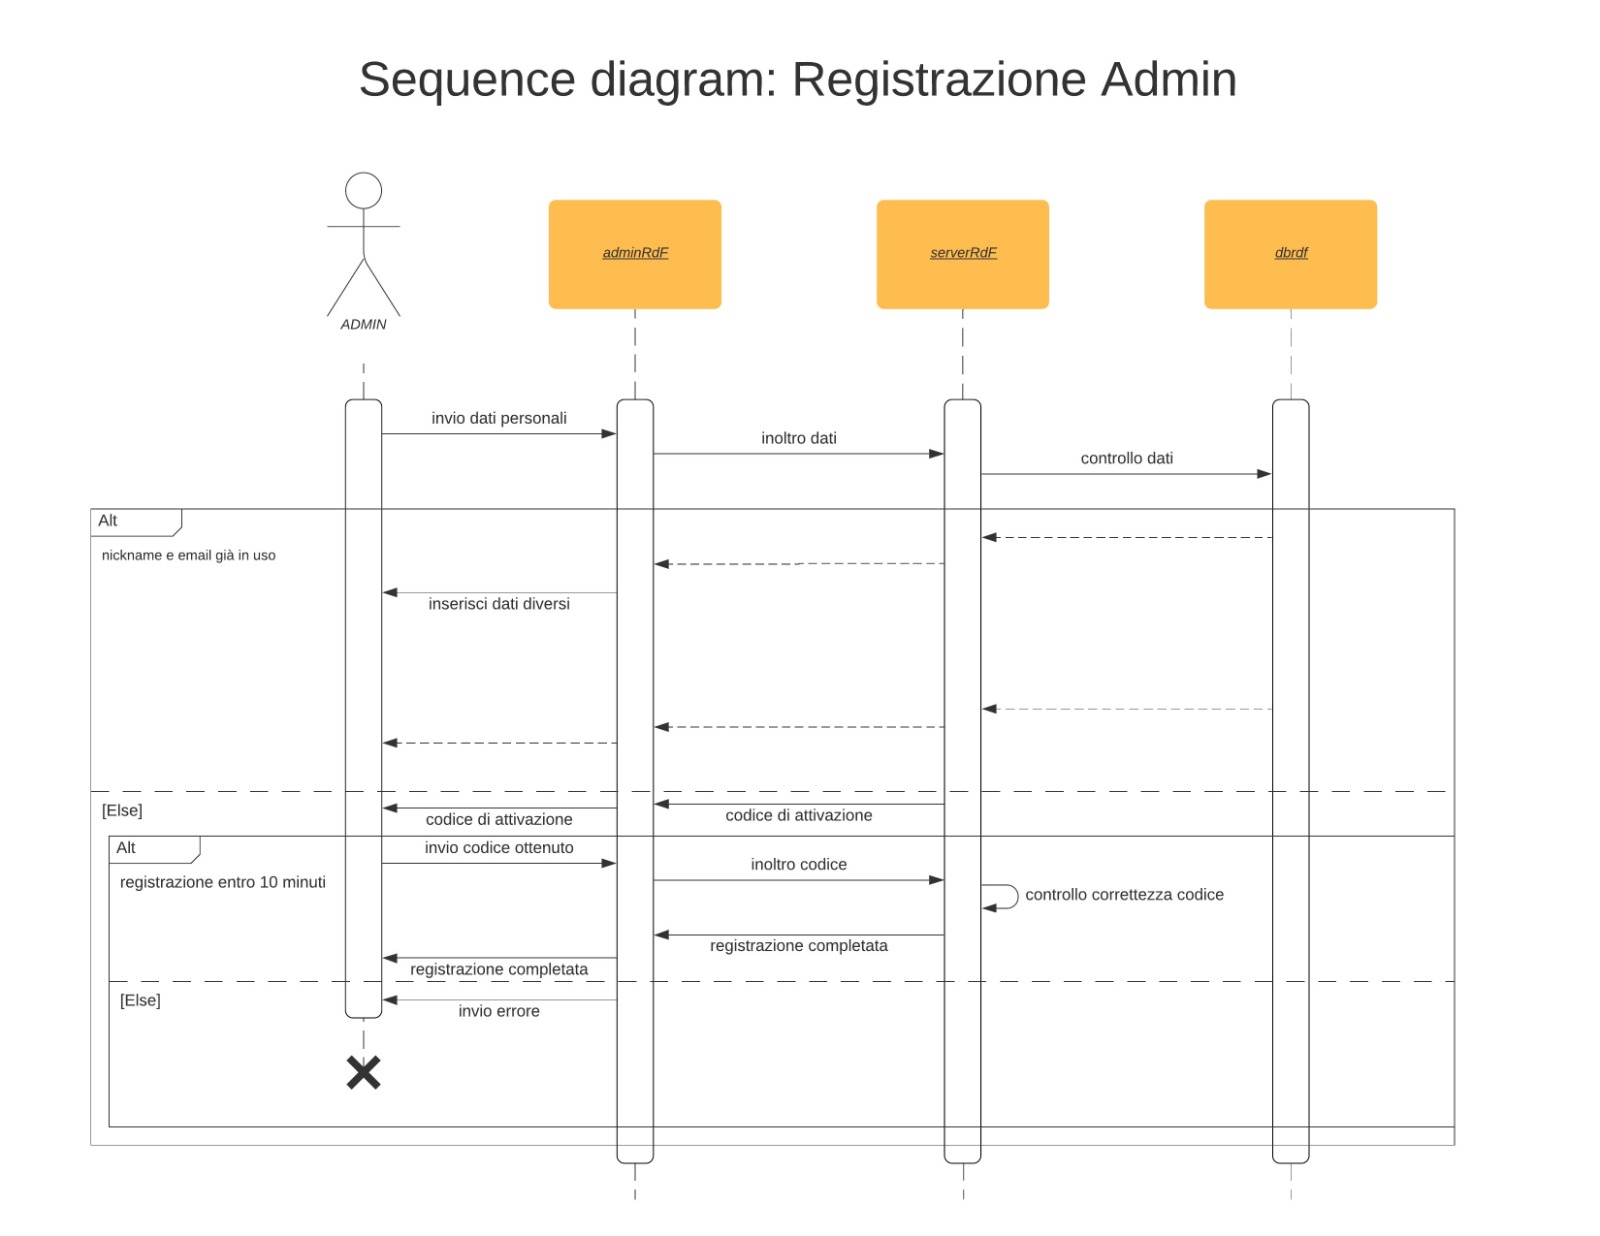 Sequence diagram: Registrazione Admin
ADMIN
adminRdF
serverRdF
dbrdf
invio dati personali
inoltro dati
controllo dati
Alt
nickname e email già in uso
inserisci dati diversi
[Else]
codice di attivazione
codice di attivazione
Alt
invio codice ottenuto
inoltro codice
registrazione entro 10 minuti
controllo correttezza codice
registrazione completata
registrazione completata
[Else]
invio errore